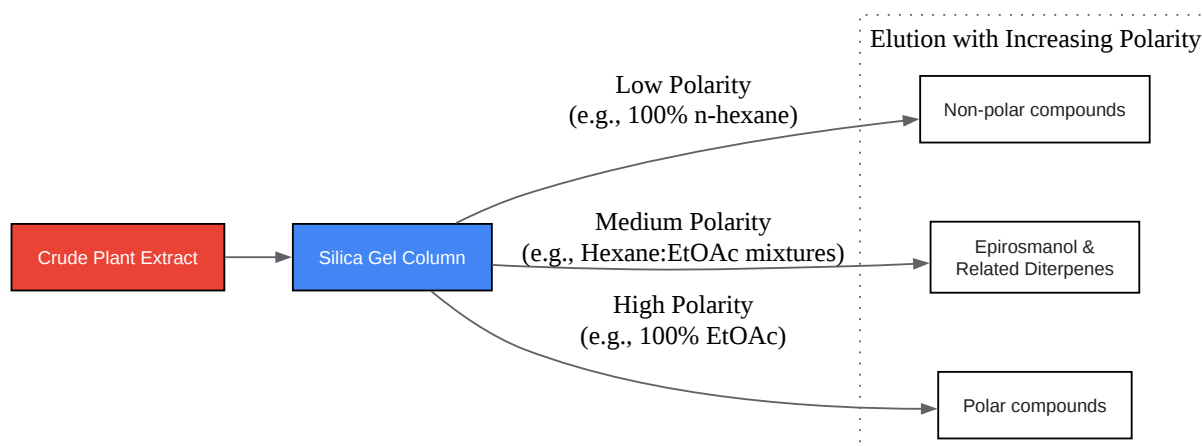 Elution with Increasing Polarity
Low Polarity
(e.g., 100% n-hexane)
Non-polar compounds
Crude Plant Extract
Silica Gel Column
Medium Polarity
(e.g., Hexane:EtOAc mixtures)
Epirosmanol &
Related Diterpenes
High Polarity
(e.g., 100% EtOAc)
Polar compounds